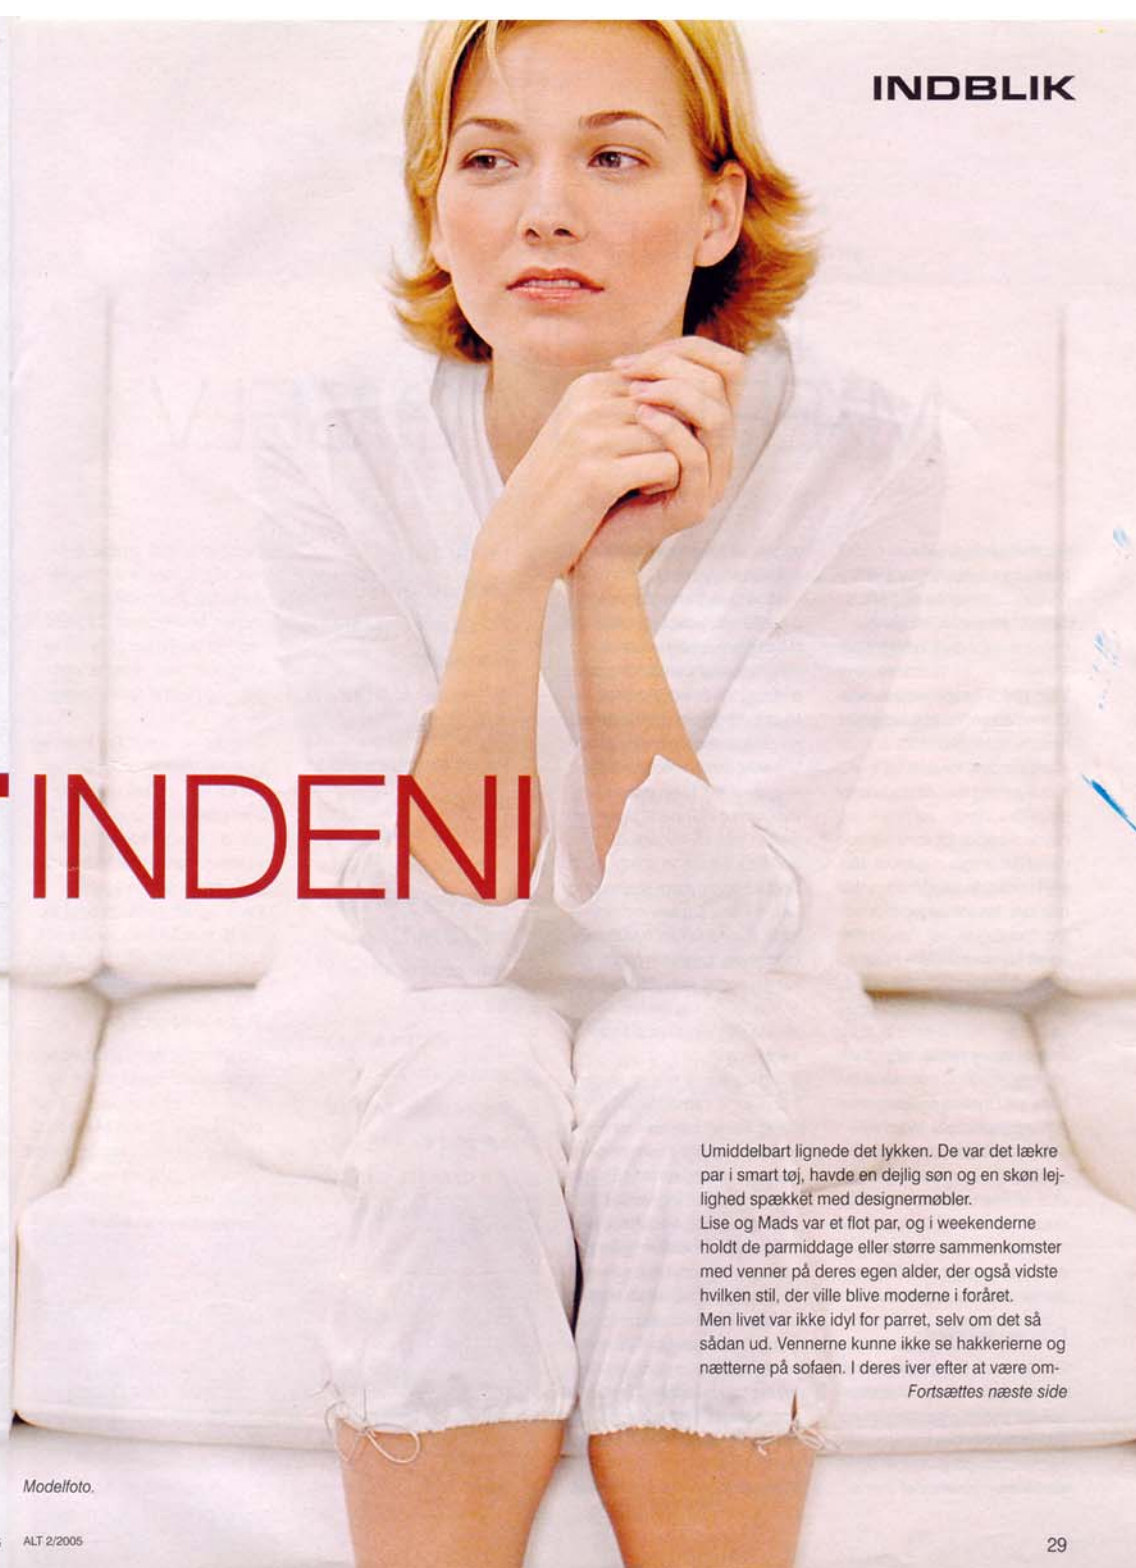 INDBLIK
INDENI
Umiddelbart lignede det lykken. De var det lækre
par i smart tøj, havde en dejlig søn og en skøn lej-
lighed spækket med designermøbler.
Lise og Mads var et flot par, og i weekenderne
holdt de parmiddage eller større sammenkomster
med venner på deres egen alder, der også vidste
hvilken stil, der ville blive moderne i foråret.
Men livet var ikke idyl for parret, selv om det så
sådan ud. Vennerne kunne ikke se hakkerierne og
nætterne på sofaen. I deres iver efter at være om-
Fortsættes næste side
Modelfoto.
ALT 2/2005
29